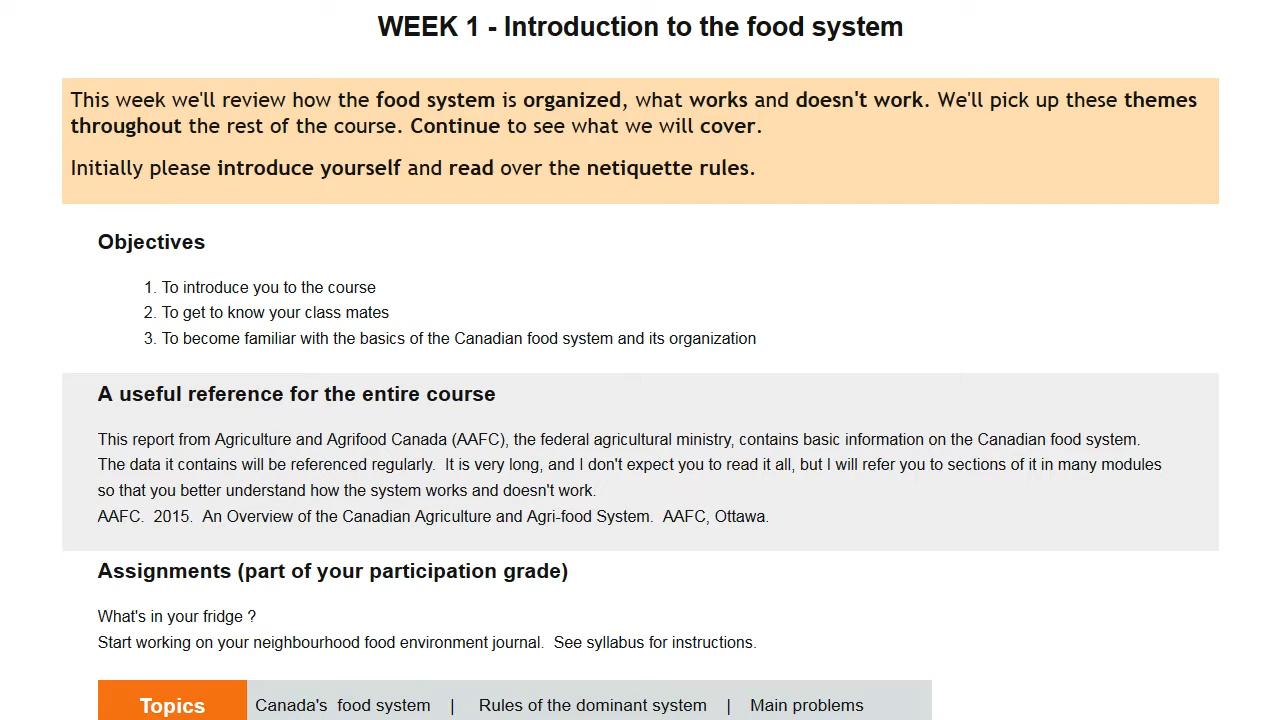 WEEK 1 - Introduction to the food system
This week we'll review how the food system is organized, what works and doesn't work. We'll pick up these themes
throughout the rest of the course. Continue to see what we will cover.
Initially please introduce yourself and read over the netiquette rules.
Objectives
1. To introduce you to the course
2. To get to know your class mates
3. To become familiar with the basics of the Canadian food system and its organization
A useful reference for the entire course
This report from Agriculture and Agrifood Canada (AAFC), the federal agricultural ministry, contains basic information on the Canadian food system.
The data it contains will be referenced regularly.  It is very long, and I don't expect you to read it all, but I will refer you to sections of it in many modules
so that you better understand how the system works and doesn't work.
AAFC.  2015.  An Overview of the Canadian Agriculture and Agri-food System.  AAFC, Ottawa.
Assignments (part of your participation grade)
What's in your fridge ?
Start working on your neighbourhood food environment journal.  See syllabus for instructions.
Topics Canada's  food system | Rules of the dominant system | Main problems